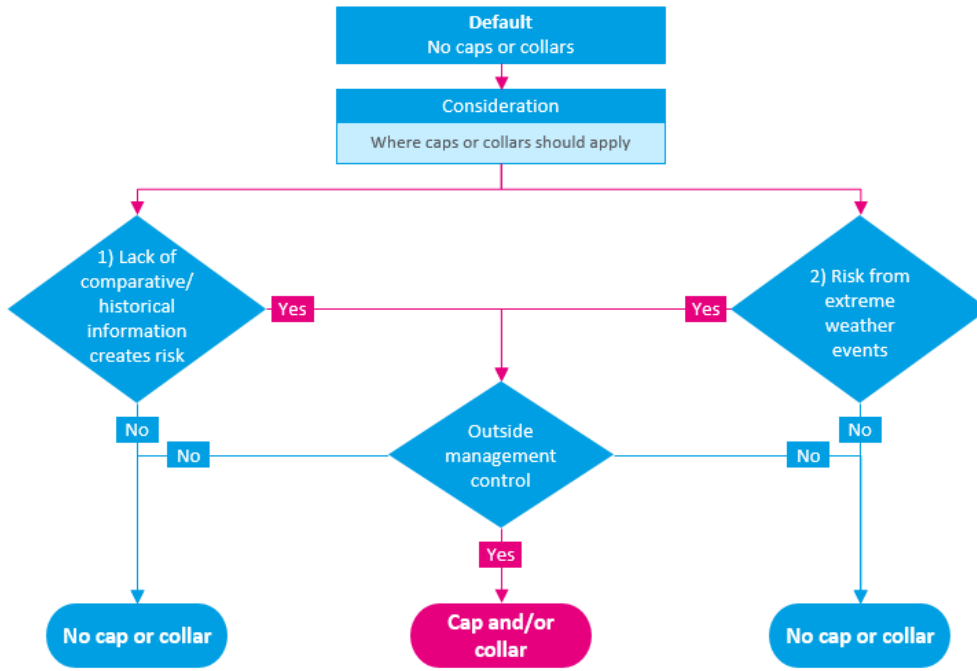 Default
No caps or collars
Consideration
Where caps or collars should apply
1) Lack of
comparative/
historical
information
creates risk
Yes
Yes
2) Risk from
extreme
weather
events
No
No
Outside
management
control
No
No
Yes
No cap or collar
Cap and/or
collar
No cap or collar